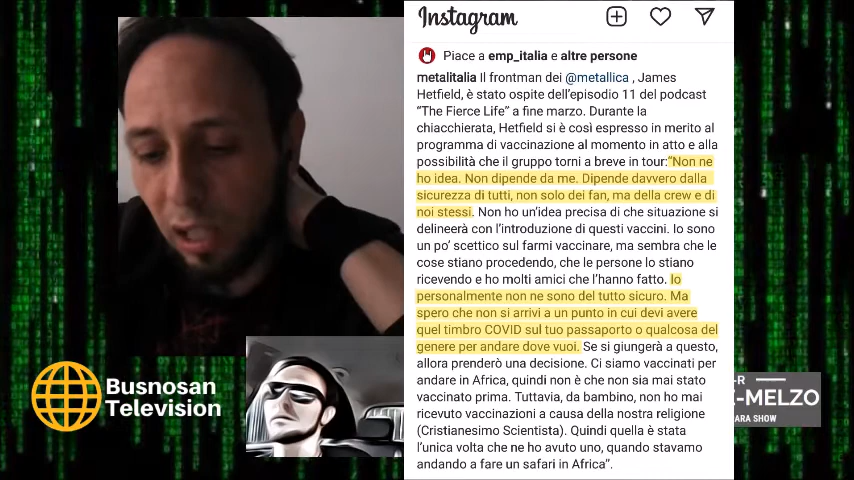 Instagram
Piace a emp_italia e altre persone
metalitalia Il frontman dei @metallica , James
Hetfield, è stato ospite dell'episodio 11 del podcast
"The Fierce Life" a fine marzo. Durante la
chiacchierata, Hetfield si è così espresso in merito al
programma di vaccinazione al momento in atto e alla
possibilità che il gruppo torni a breve in tour:"Non ne
ho idea. Non dipende da me. Dipende davvero dalla
sicurezza di tutti, non solo dei fan, ma della crew e di
noi stessi. Non ho un'idea precisa di che situazione si
delineerà con l'introduzione di questi vaccini. Io sono
un po' scettico sul farmi vaccinare, ma sembra che le
cose stiano procedendo, che le persone lo stiano
ricevendo e ho molti amici che l'hanno fatto. Io
personalmente non ne sono del tutto sicuro. Ma
spero che non si arrivi a un punto in cui devi avere
quel timbro COVID sul tuo passaporto o qualcosa del
genere per andare dove vuoi. Se si giungerà a questo,
allora prenderò una decisione. Ci siamo vaccinati per
andare in Africa, quindi non è che non sia mai stato
vaccinato prima. Tuttavia, da bambino, non ho mai
ricevuto vaccinazioni a causa della nostra religione
(Cristianesimo Scientista). Quindi quella è stata
l'unica volta che ne ho avuto uno, quando stavamo
andando a fare un safari in Africa".
Busnosan
Television
-R
E-MELZO
ARA SHOW